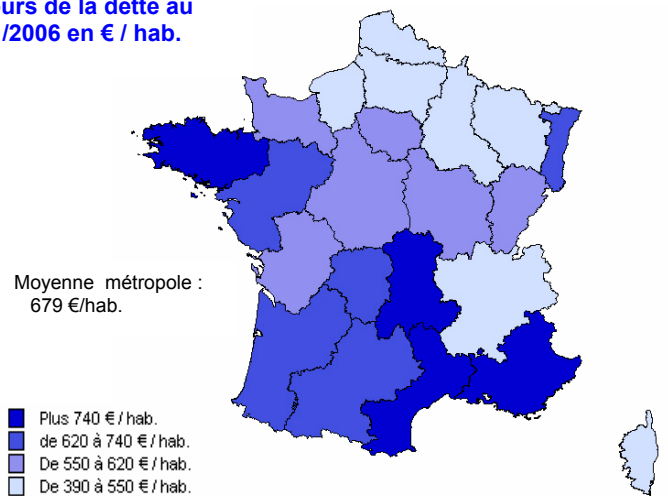 de la dette au
/2006 en € / hab.
Moyenne métropole :
679 €/hab.
Plus 740 € / hab.
de 620 à 740 € / hab.
De 550 à 620 € / hab.
De 390 à 550 € / hab.